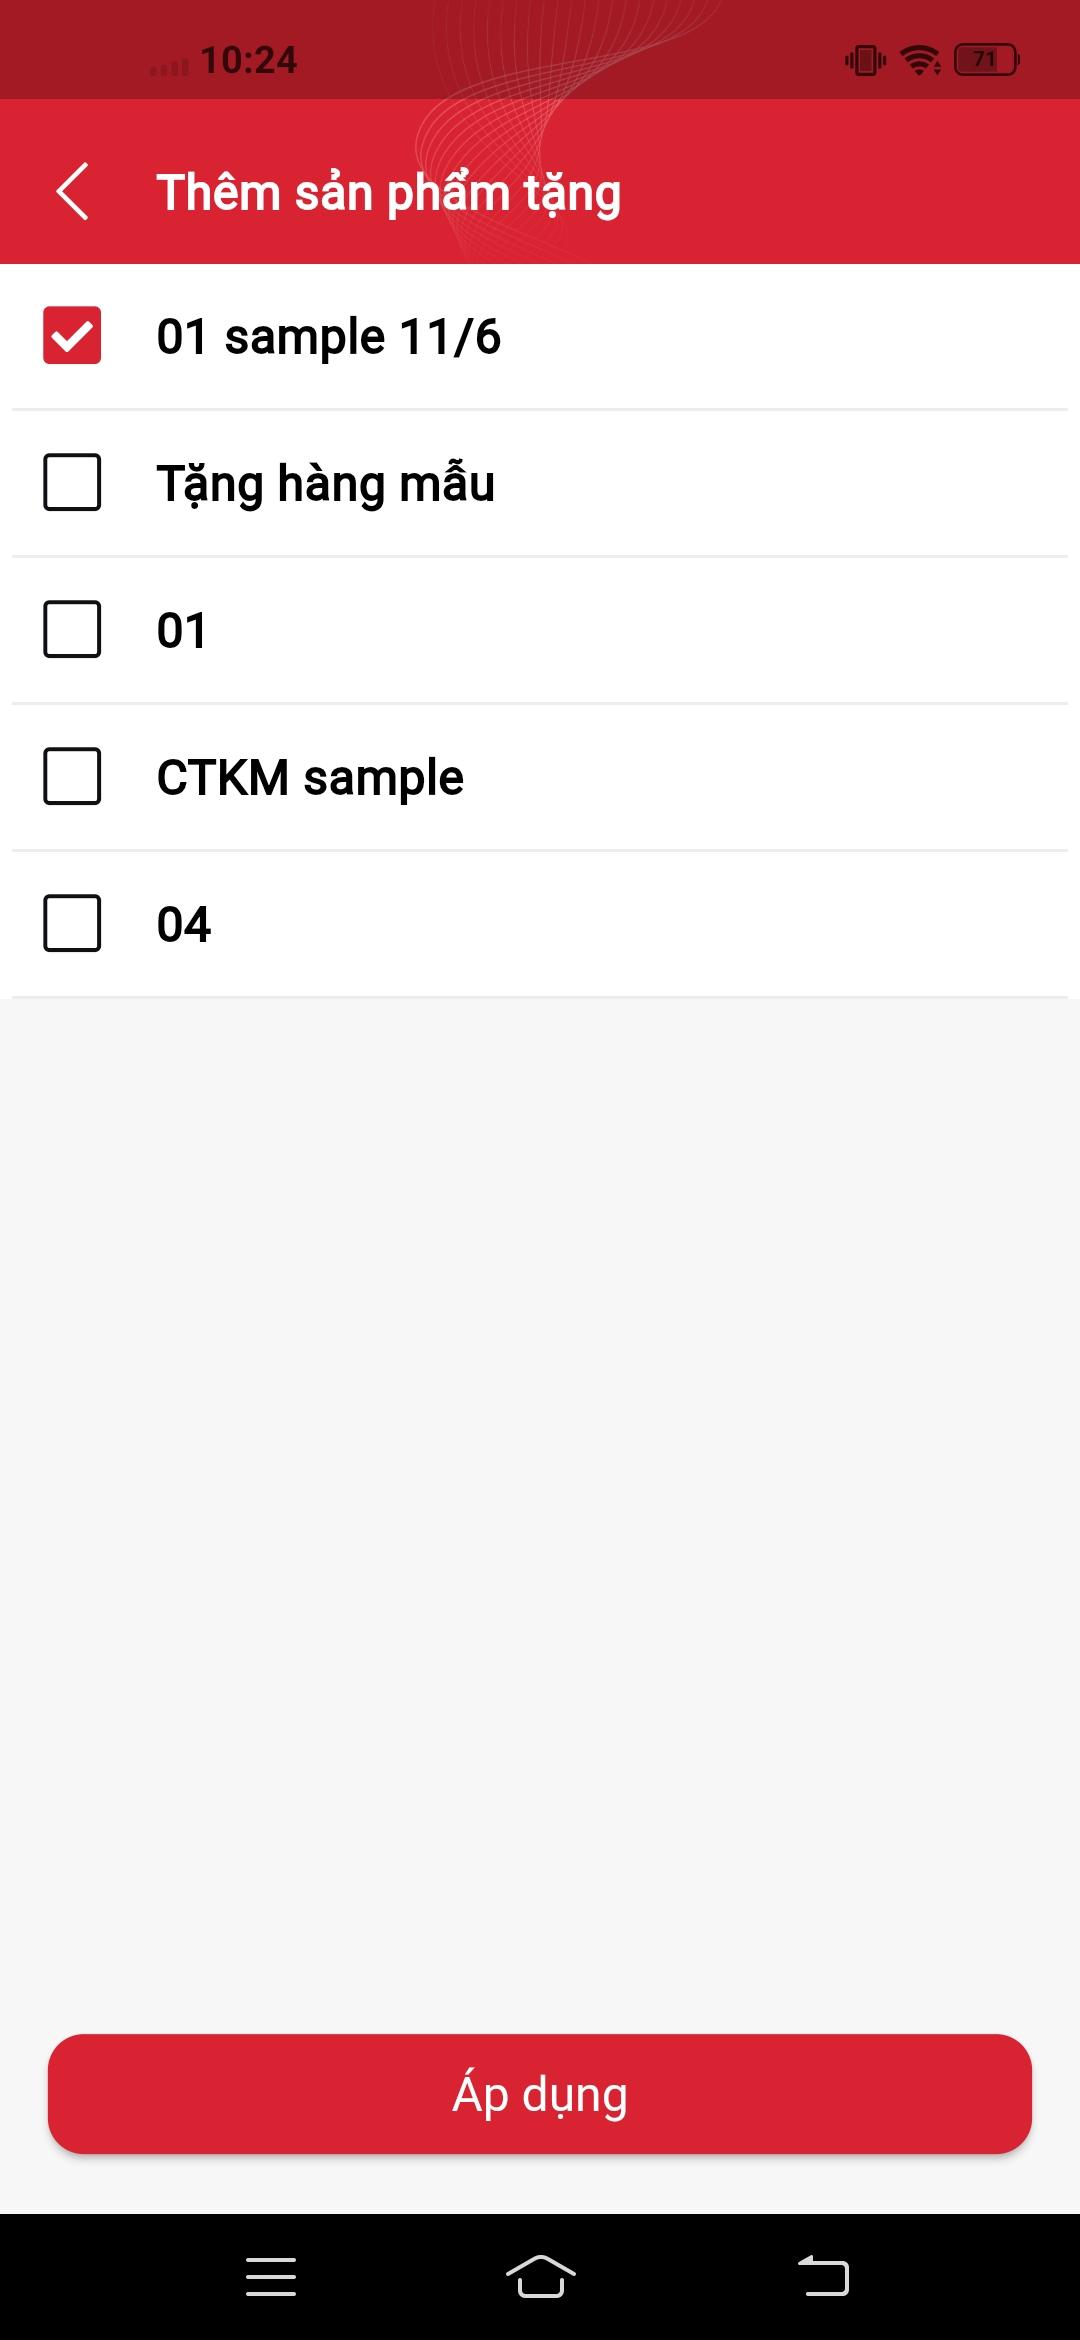 10:24
71
Thêm sản phẩm tặng
01 sample 11/6
Tặng hàng mẫu
01
CTKM sample
04
Áp dụng